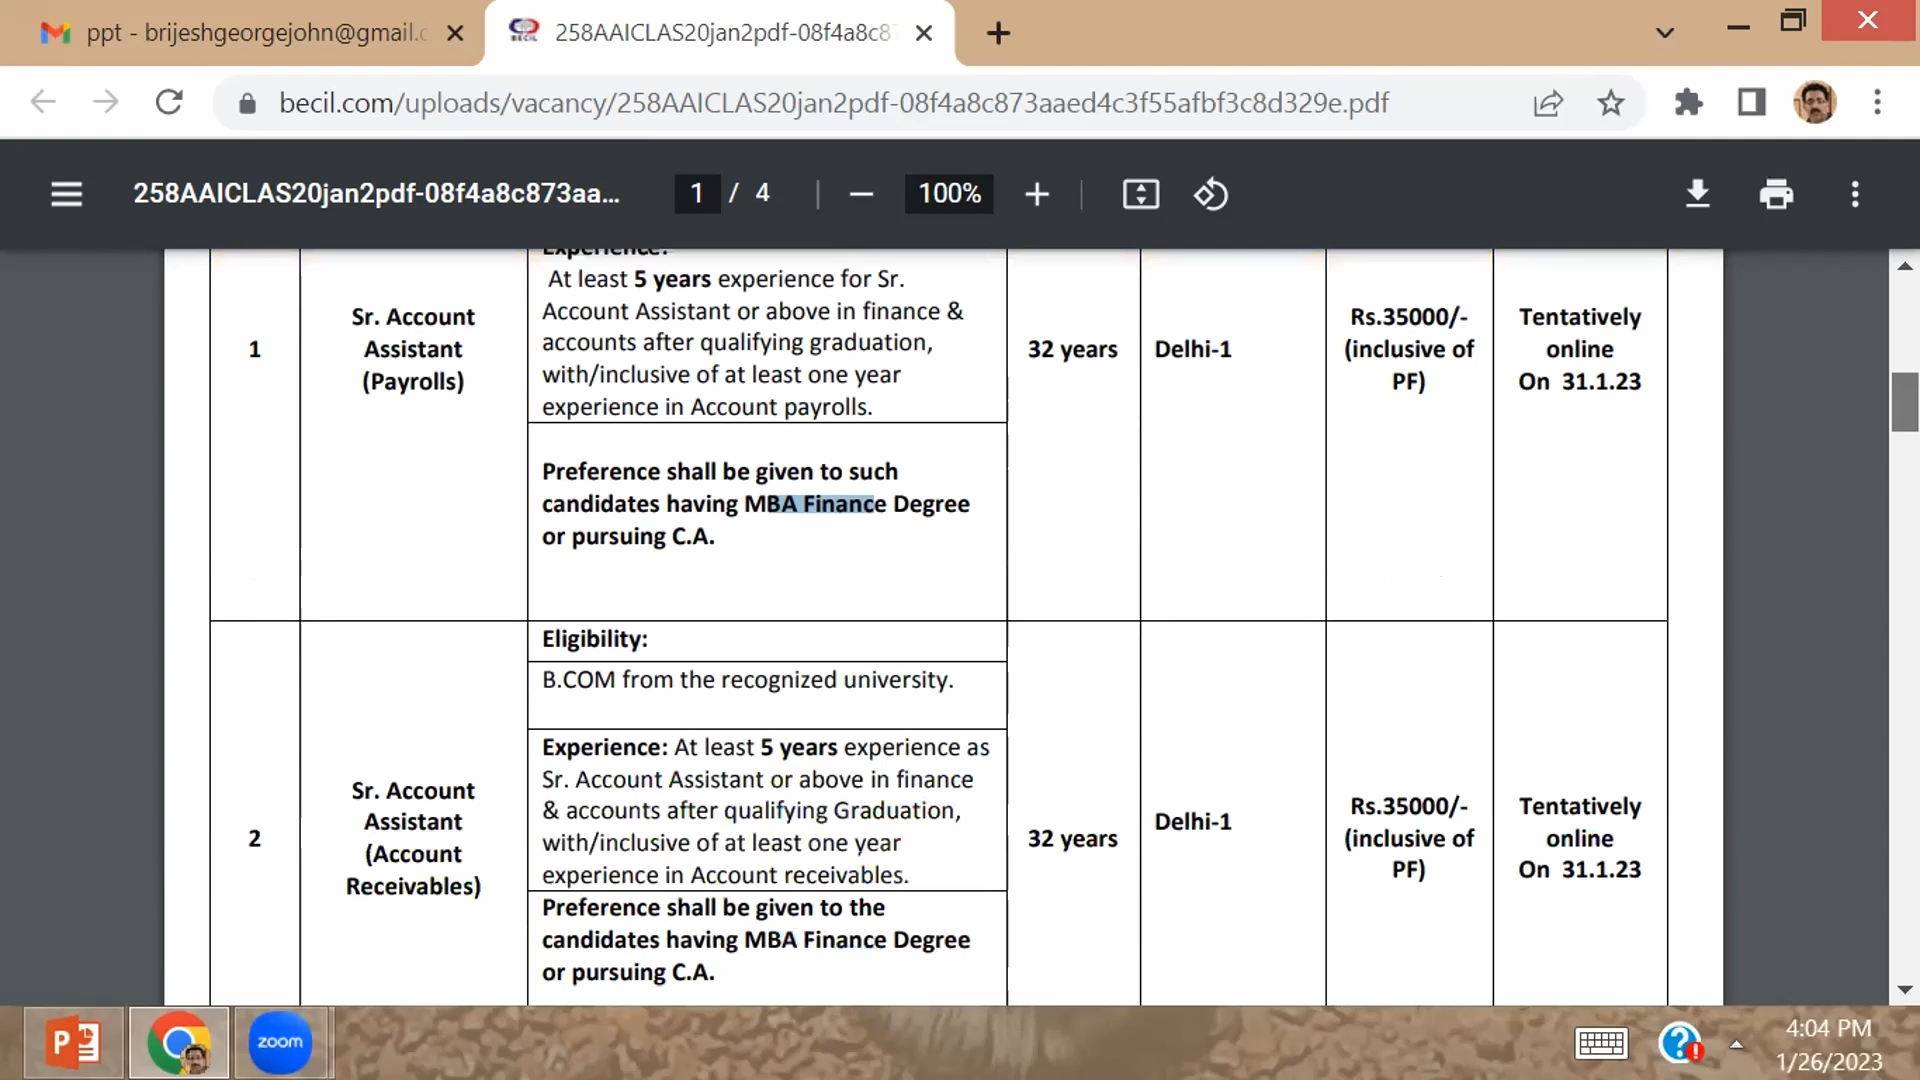 ppt - brijeshgeorgejohn@gmail.c
BECIL
258AAICLAS20jan2pdf-08f4a8c87
becil.com/uploads/vacancy/258AAICLAS20jan2pdf-08f4a8c873aaed4c3f55afbf3c8d329e.pdf
258AAICLAS20jan2pdf-08f4a8c873aa... 1 / 4 100%
Experience:
At least 5 years experience for Sr.
Account Assistant or above in finance &
accounts after qualifying graduation,
with/inclusive of at least one year
experience in Account payrolls.
1
Sr. Account
Assistant
(Payrolls)
32 years
Delhi-1
Rs.35000/-
(inclusive of
PF)
Tentatively
online
On 31.1.23
Preference shall be given to such
candidates having MBA Finance Degree
or pursuing C.A.
Eligibility:
B.COM from the recognized university.
Experience: At least 5 years experience as
Sr. Account Assistant or above in finance
& accounts after qualifying Graduation,
with/inclusive of at least one year
experience in Account receivables.
2
Sr. Account
Assistant
(Account
Receivables)
32 years
Delhi-1
Rs.35000/-
(inclusive of
PF)
Tentatively
online
On 31.1.23
Preference shall be given to the
candidates having MBA Finance Degree
or pursuing C.A.
P
zoom
4:04 PM
1/26/2023